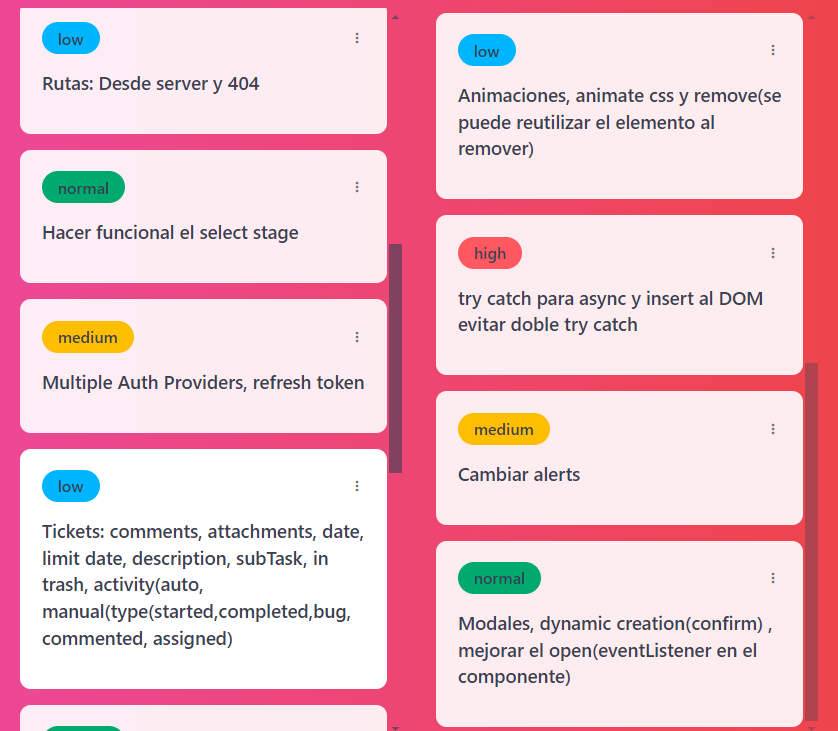 low
Rutas: Desde server y 404
normal
Hacer funcional el select stage
medium
Multiple Auth Providers, refresh token
low
Tickets: comments, attachments, date,
limit date, description, subTask, in
trash, activity(auto,
manual(type(started,completed,bug,
commented, assigned)
low
Animaciones, animate css y remove(se
puede reutilizar el elemento al
remover)
high
try catch para async y insert al DOM
evitar doble try catch
medium
Cambiar alerts
normal
Modales, dynamic creation(confirm) ,
mejorar el open(eventListener en el
componente)